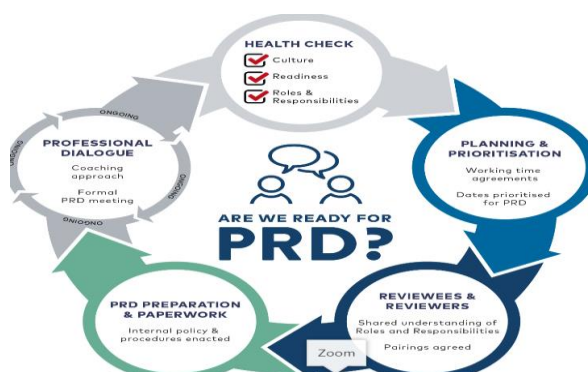 HEALTH CHECK
Culture
Readiness
Roles &
Responsibilities
PLANNING &
PRIORITISATION
Working time
agreements
Dates prioritised
for PRD
REVIEWEES &
REVIEWERS
Shared understanding of
Roles and Responsibilities
Pairings agreed
Zoom
PRD PREPARATION
& PAPERWORK
Internal policy &
procedures enacted
PROFESSIONAL
DIALOGUE
Coaching
approach
Formal
PRD meeting
ONGOING
ONGOING
ONGOING
ONGOING
ARE WE READY FOR
PRD?